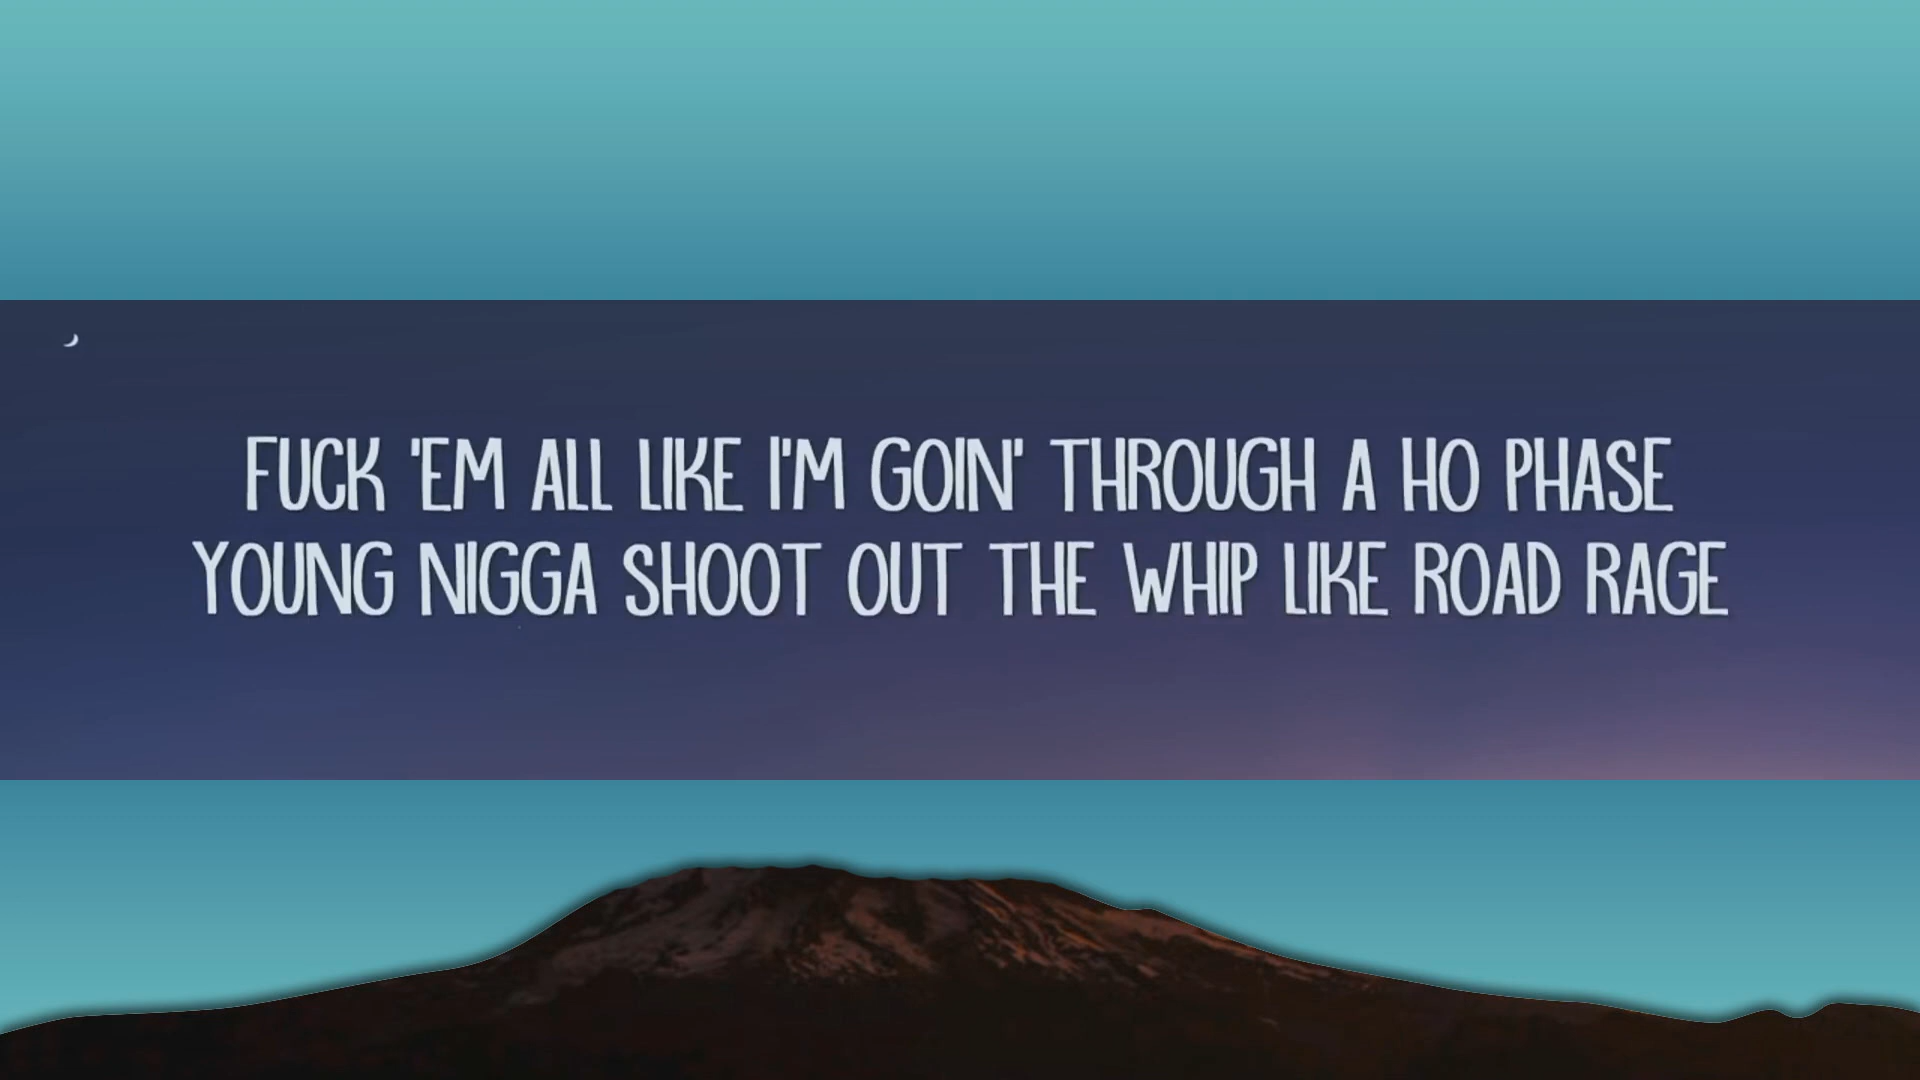 FUCK 'EM ALL LIKE I'M GOIN' THROUGH A HO PHASE
YOUNG NIGGA SHOOT OUT THE WHIP LIKE ROAD RAGE